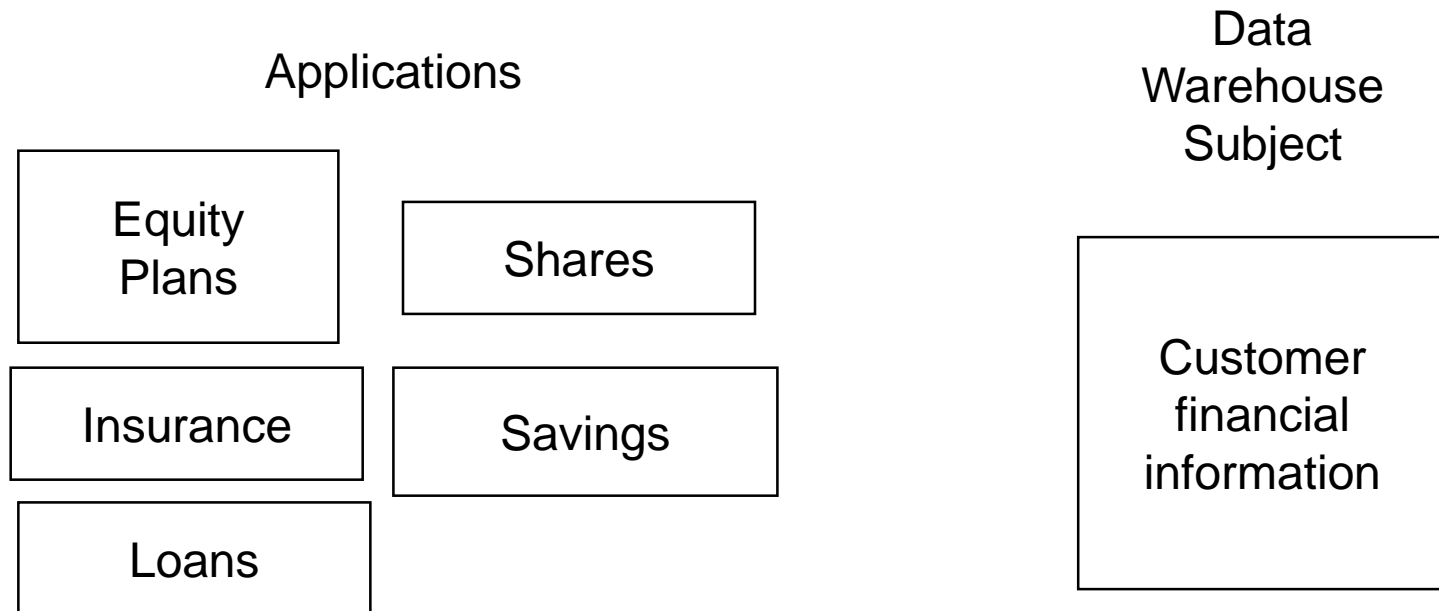 Applications
Data
Warehouse
Subject
Equity
Plans
Shares
Insurance
Savings
Loans
Customer
financial
information